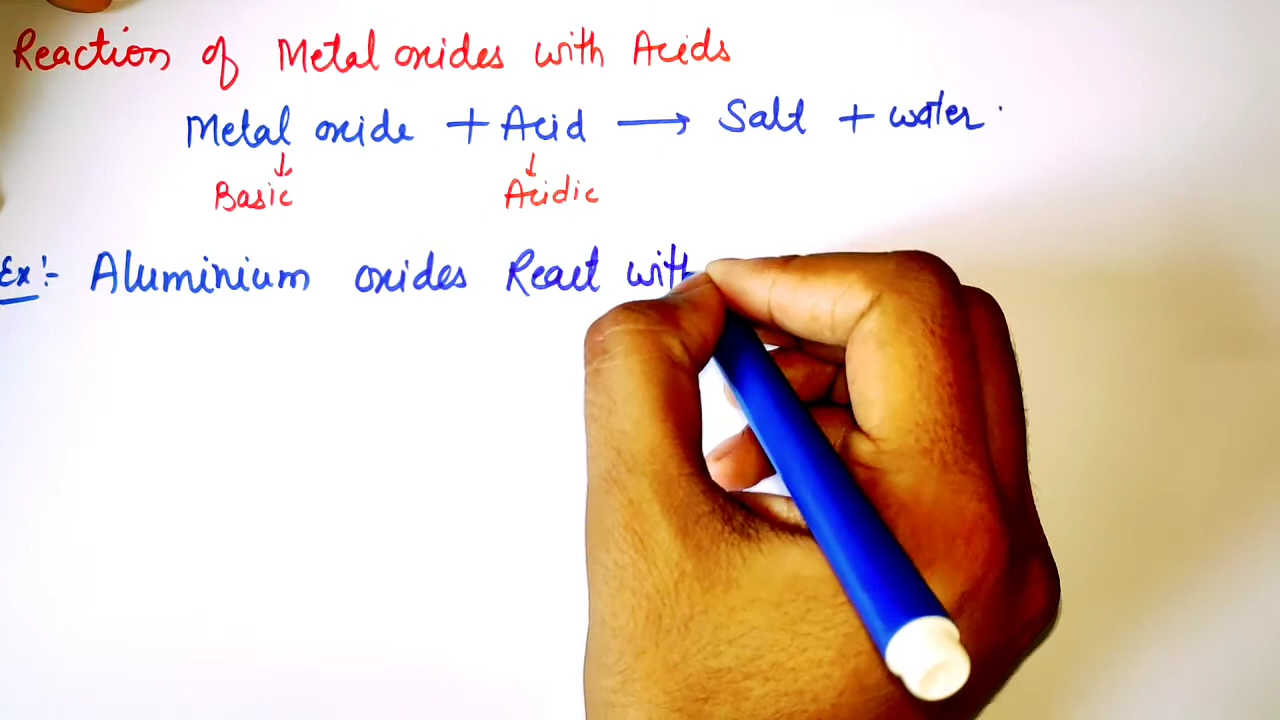 Reaction of Metal oxides with Acids
Metal oxide + Acid → Salt + water.
↓ ↓
Basic Acidic
Ex:- Aluminium oxides React with